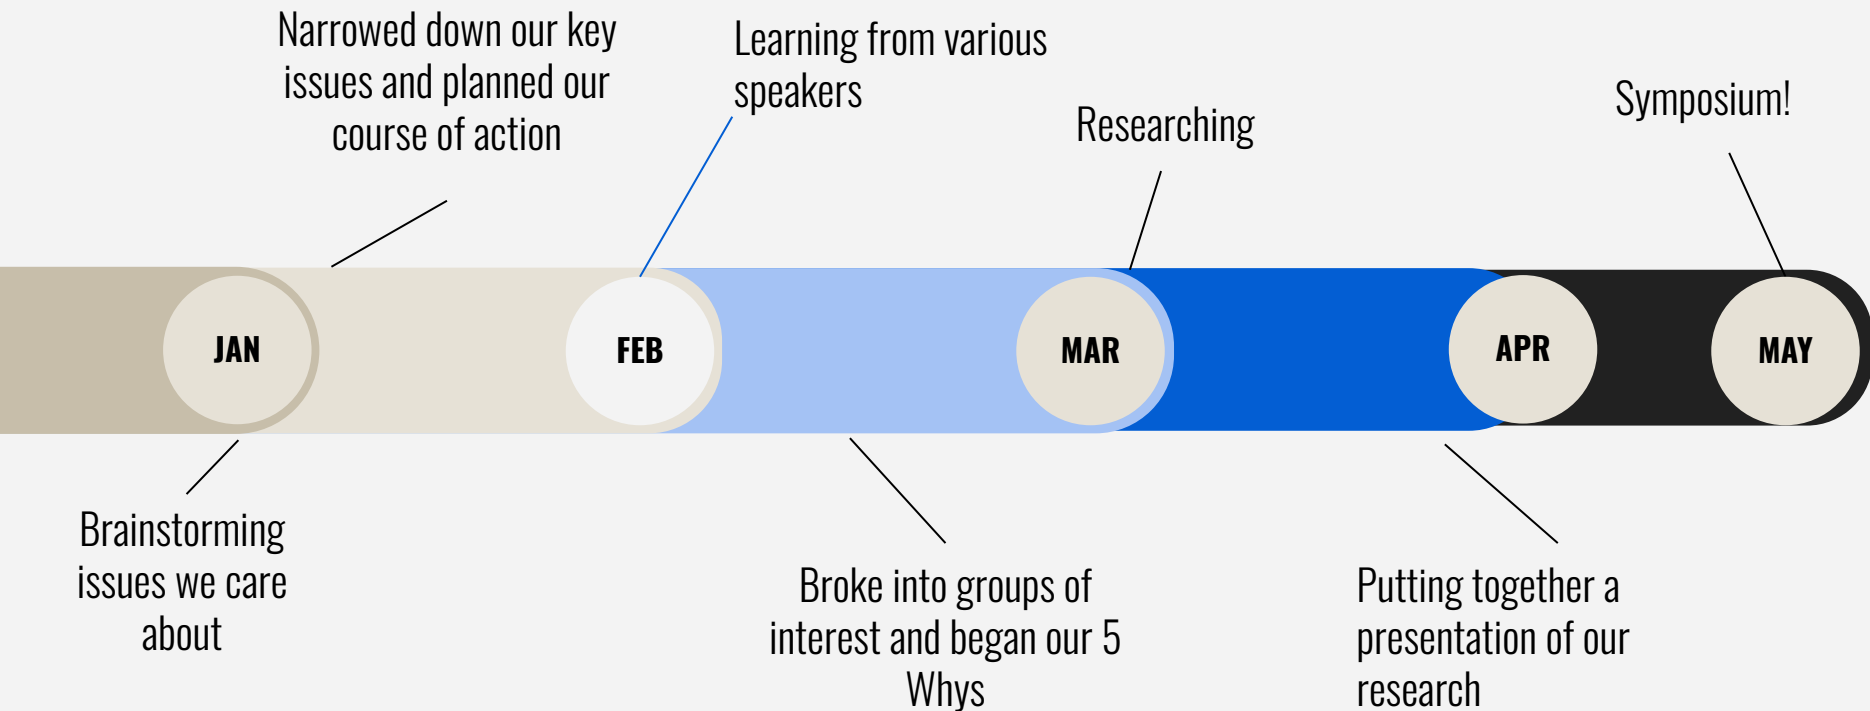 Narrowed down our key
issues and planned our
course of action
Learning from various
speakers
Researching
Symposium!
JAN
FEB
MAR
APR
MAY
Brainstorming
issues we care
about
Broke into groups of
interest and began our 5
Whys
Putting together a
presentation of our
research